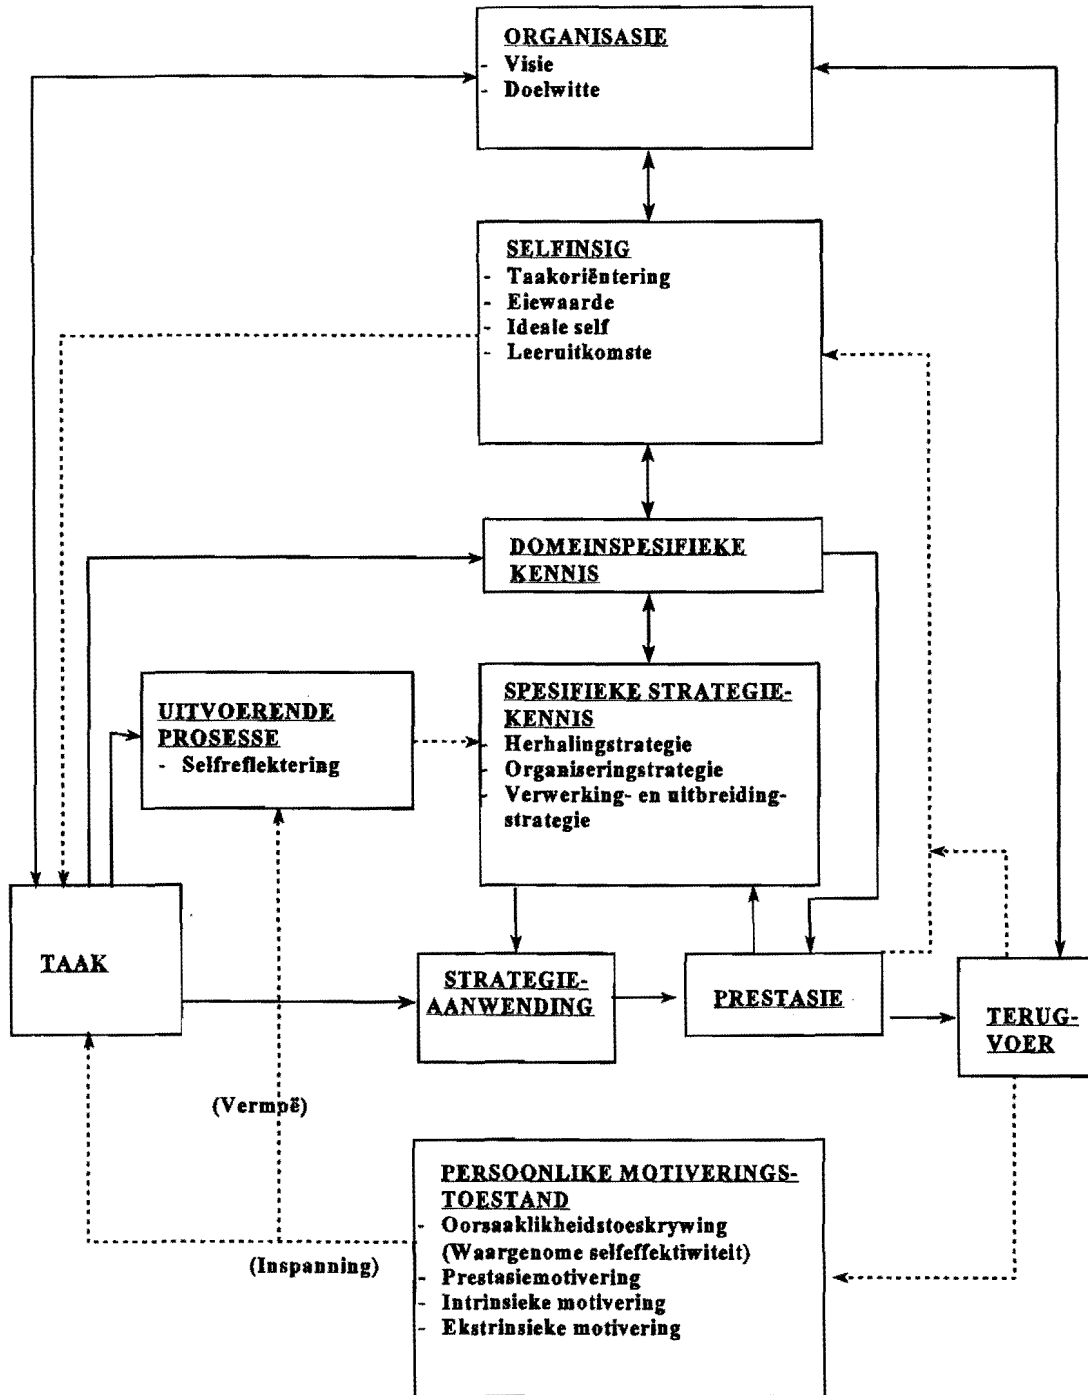 ORGANISASIE
- Visie
- Doelwitte
SELFINSIG
- Taakoriëntering
- Eiewaarde
- Ideale self
- Leeruitkomste
DOMEINSPESIFIEKE
KENNIS
UITVOERENDE
PROSESSE
- Selfreflektering
SPESIFIEKE STRATEGIE-
KENNIS
- Herhalingstrategie
- Organiseringstrategie
- Verwerking- en uitbreiding-
strategie
TAAK
STRATEGIE-
AANWENDING
PRESTASIE
TERUG-
VOER
(Vermoë)
(Inspanning)
PERSOONLIKE MOTIVERINGS-
TOESTAND
- Oorsaaklikheidstoeskrywing
(Waargenome selfeffektiwiteit)
- Prestasiemotivering
- Intrinsieke motivering
- Ekstrinsieke motivering